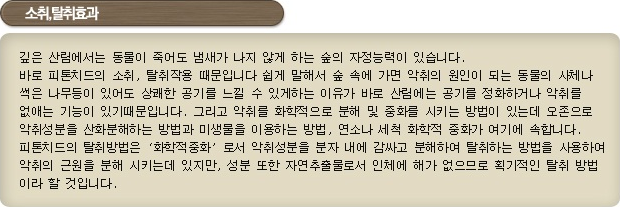 소취,탈취효과
깊은 산림에서는 동물이 죽어도 냄새가 나지 않게 하는 숲의 자정능력이 있습니다.
바로 피톤치드의 소취, 탈취작용 때문입니다 쉽게 말해서 숲 속에 가면 악취의 원인이 되는 동물의 사체나
썩은 나무등이 있어도 상쾌한 공기를 느낄 수 있게하는 이유가 바로 산림에는 공기를 정화하거나 악취를
없애는 기능이 있기때문입니다. 그리고 악취를 화학적으로 분해 및 중화를 시키는 방법이 있는데 오존으로
악취성분을 산화분해하는 방법과 미생물을 이용하는 방법, 연소나 세척 화학적 중화가 여기에 속합니다.
피톤치드의 탈취방법은 ‘화학적중화’ 로서 악취성분을 분자 내에 감싸고 분해하여 탈취하는 방법을 사용하여
악취의 근원을 분해 시키는데 있지만, 성분 또한 자연추출물로서 인체에 해가 없으므로 획기적인 탈취 방법
이라 할 것입니다.